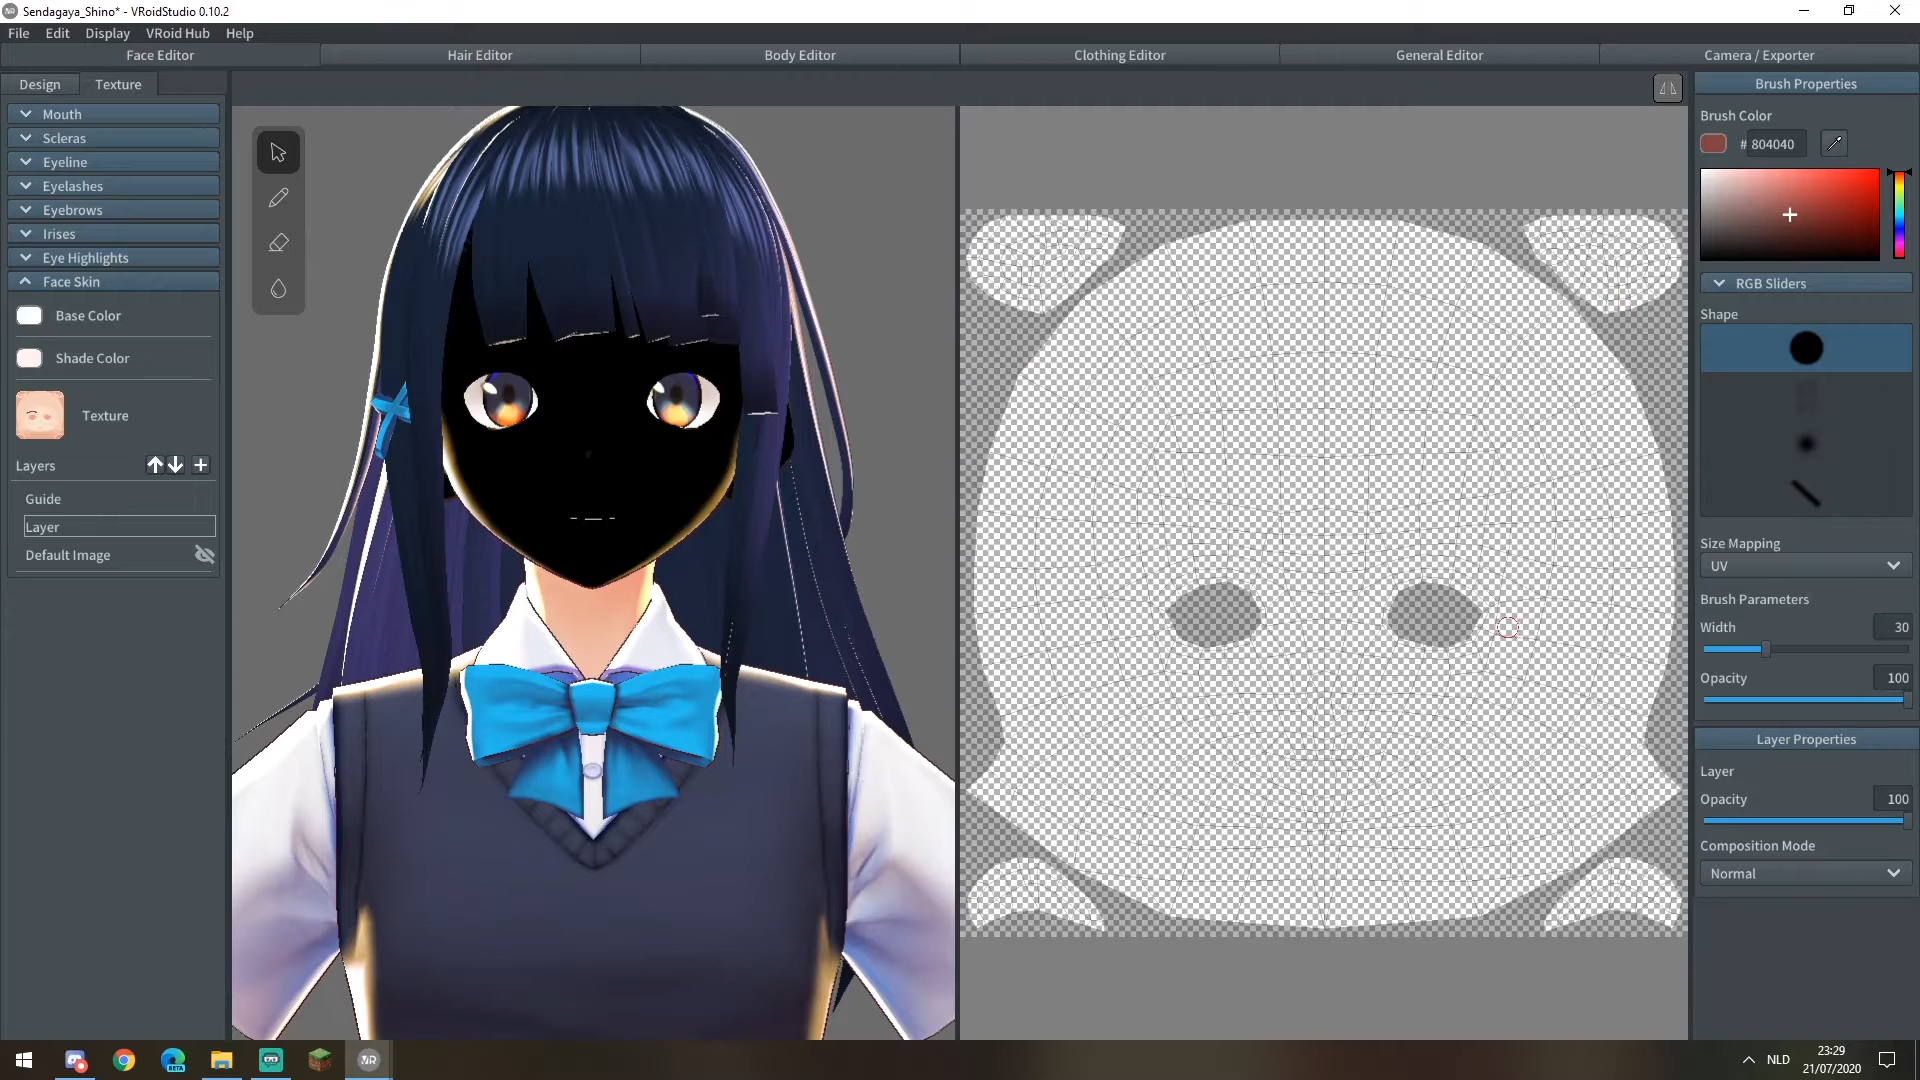 Sendagaya_Shino* - VRoidStudio 0.10.2
File Edit Display VRoid Hub Help
Face Editor Hair Editor Body Editor Clothing Editor General Editor Camera / Exporter
Design Texture
Mouth
Scleras
Eyeline
Eyelashes
Eyebrows
Irises
Eye Highlights
Face Skin
Base Color
Shade Color
Texture
Layers
Guide
Layer
Default Image
Brush Properties
Brush Color
# 804040
RGB Sliders
Shape
Size Mapping
UV
Brush Parameters
Width 30
Opacity 100
Layer Properties
Layer
Opacity 100
Composition Mode
Normal
BETA
VR
NLD
23:29
21/07/2020